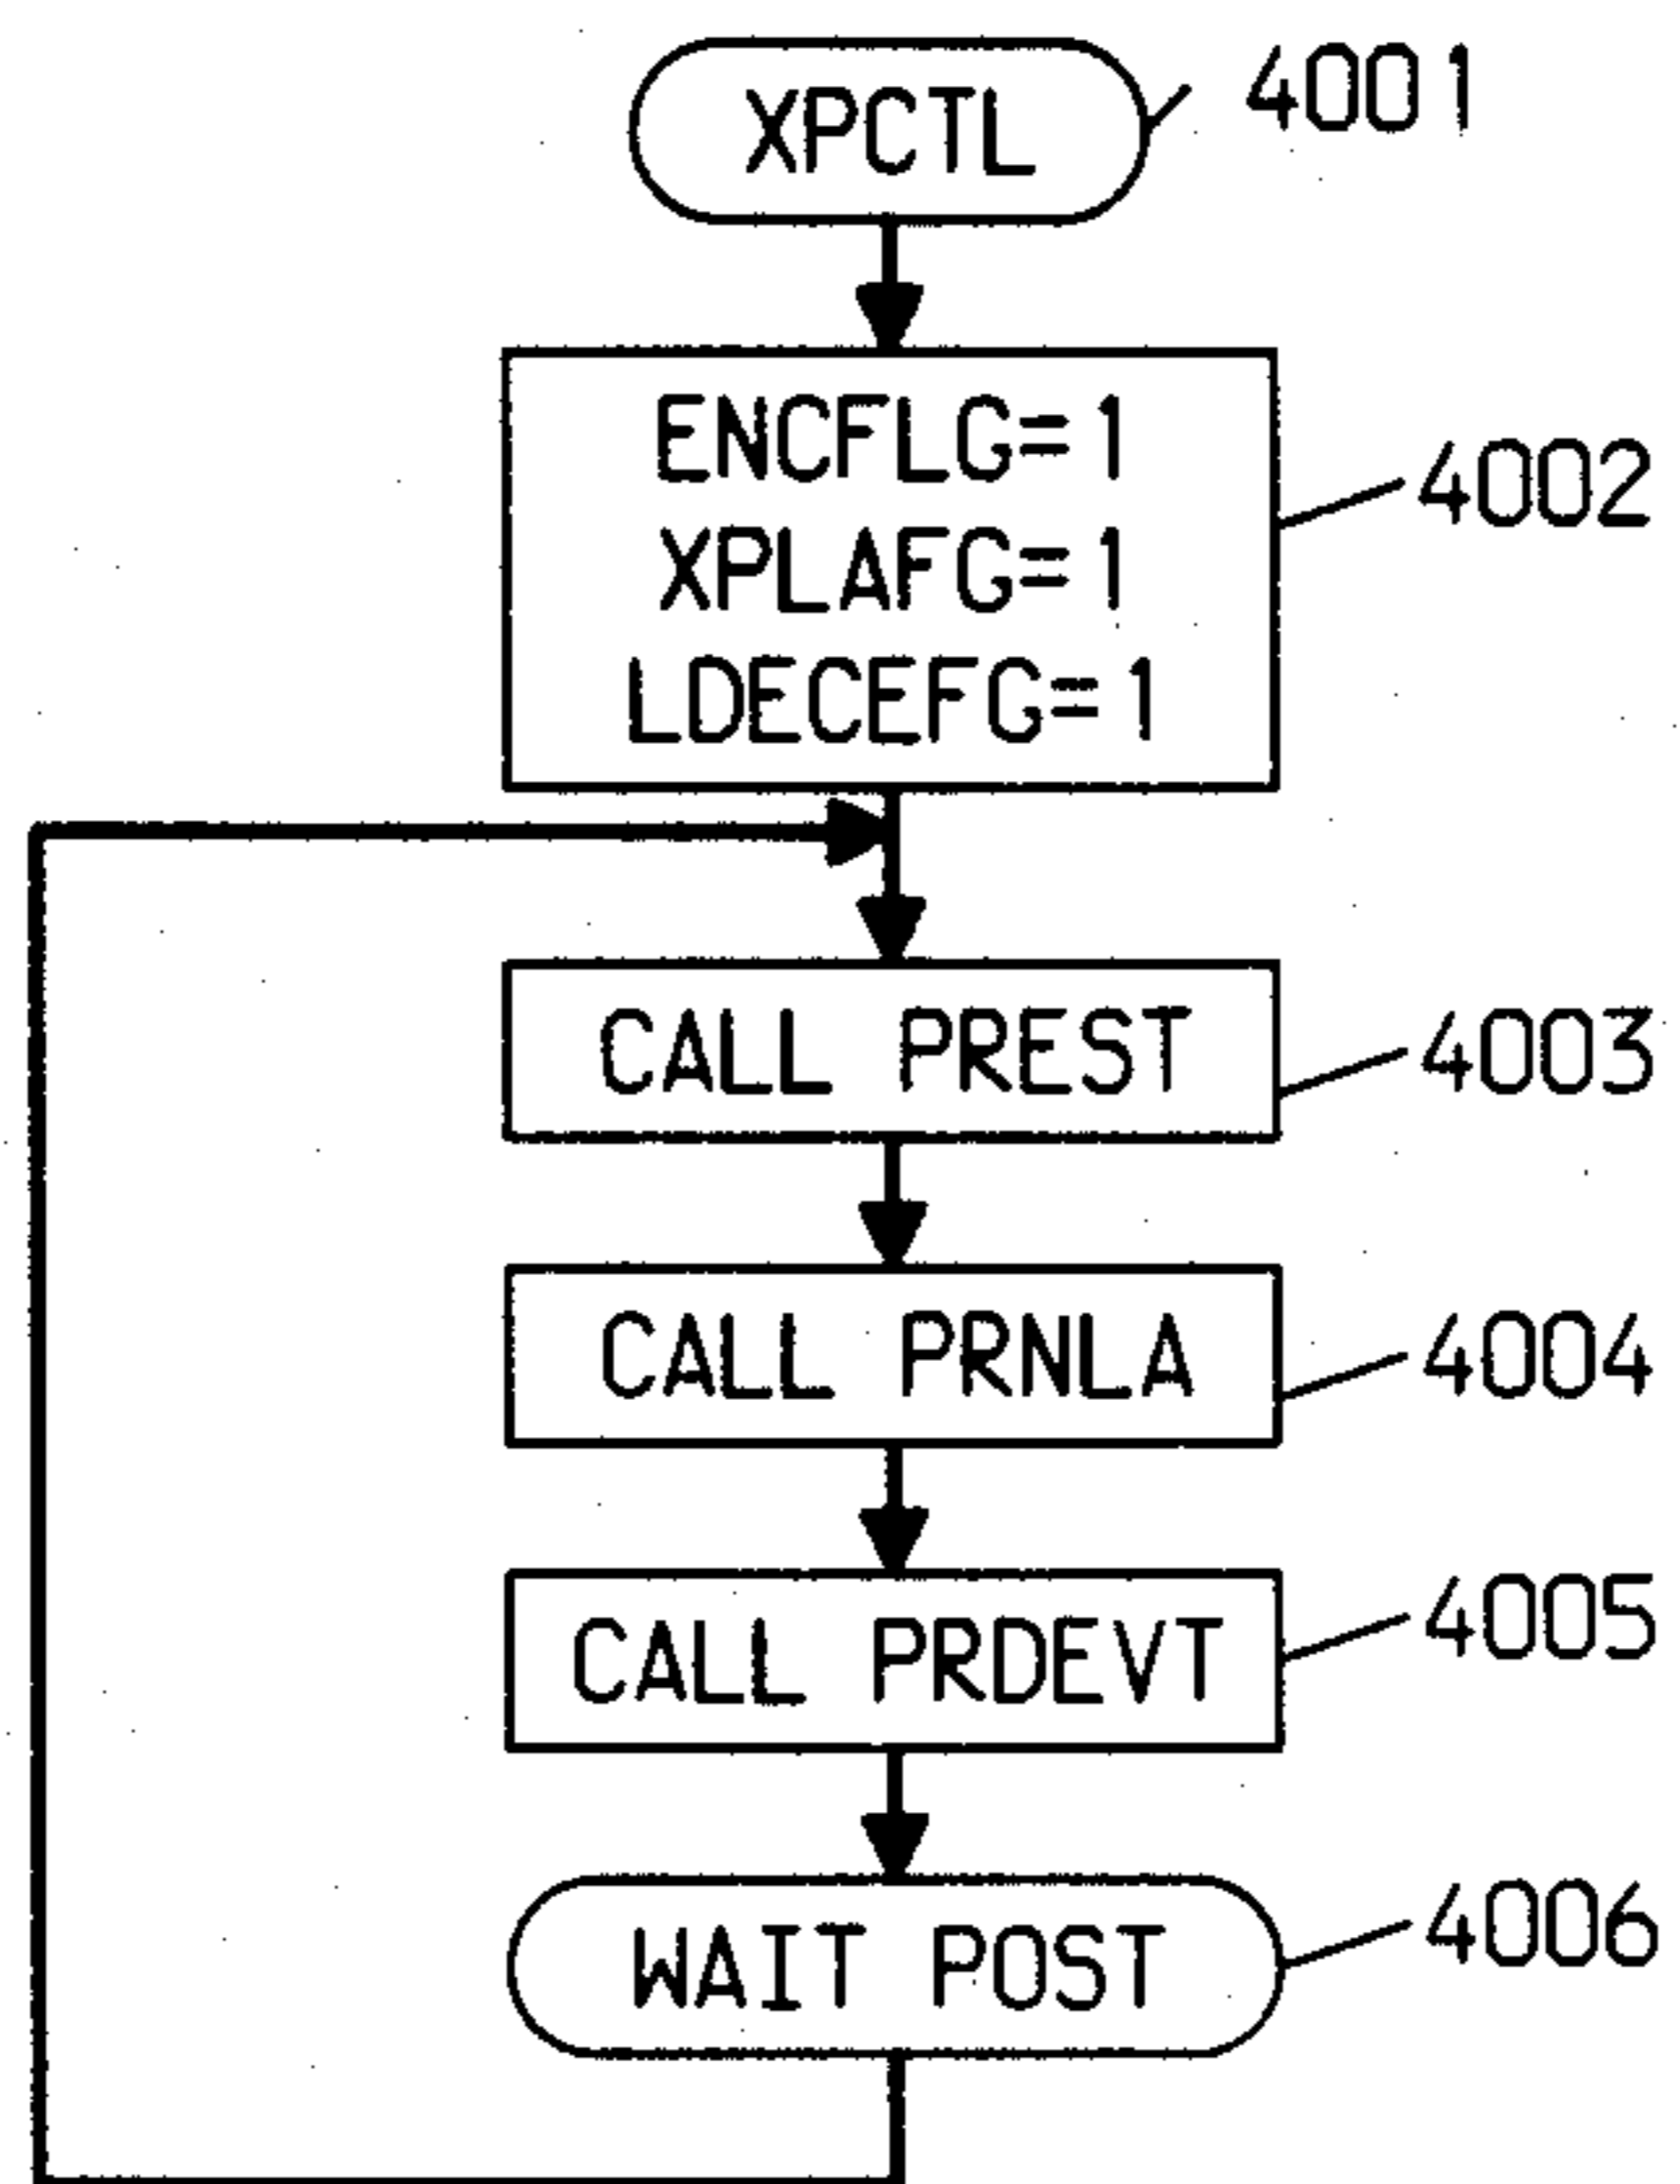 XPCTL
4001
ENCFLG=1
XPLAFG=1
LDECEFG=1
4002
CALL PREST
4003
CALL PRNLA
4004
CALL PRDEVT
4005
WAIT POST
4006